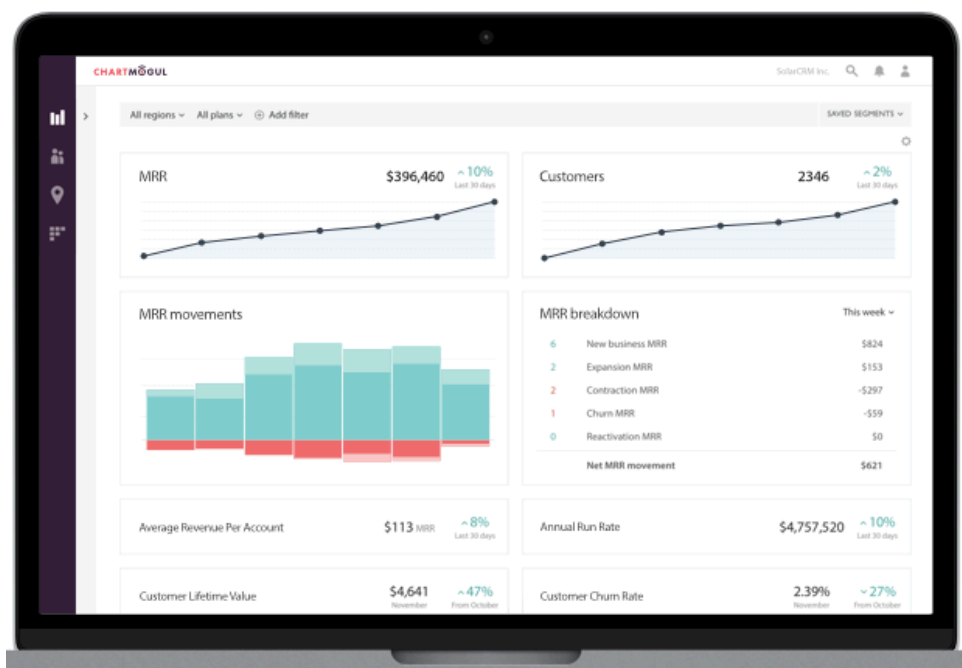 CHARTMOGUL
SolarCRM Inc.
All regions All plans Add filter
SAVED SEGMENTS
MRR
$396,460
10%
Last 30 days
Customers
2346
2%
Last 30 days
MRR movements
MRR breakdown
This week
6 New business MRR $824
2 Expansion MRR $153
2 Contraction MRR -$297
1 Churn MRR -$59
0 Reactivation MRR $0
Net MRR movement $621
Average Revenue Per Account
$113 MRR
8%
Last 30 days
Annual Run Rate
$4,757,520
10%
Last 30 days
Customer Lifetime Value
$4,641
November
47%
From October
Customer Churn Rate
2.39%
November
27%
From October